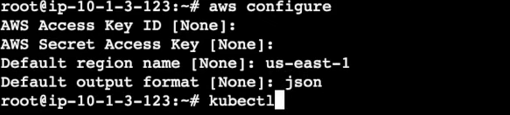 root@ip-10-1-3-123:~# aws configure
AWS Access Key ID [None]:
AWS Secret Access Key [None]:
Default region name [None]: us-east-1
Default output format [None]: json
root@ip-10-1-3-123:~# kubectl